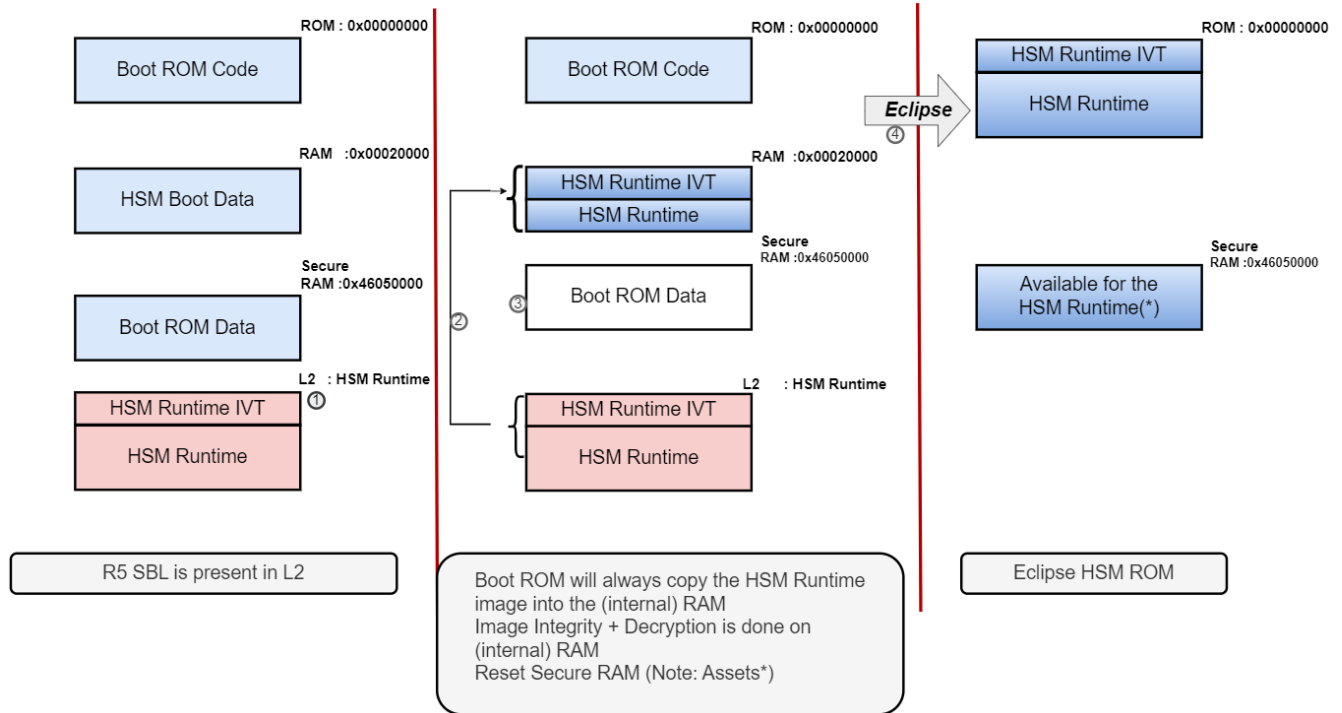 ROM : 0x00000000
Boot ROM Code
RAM :0x00020000
HSM Boot Data
Secure
RAM :0x46050000
Boot ROM Data
L2 : HSM Runtime
HSM Runtime IVT
①
HSM Runtime
R5 SBL is present in L2
ROM : 0x00000000
Boot ROM Code
RAM :0x00020000
HSM Runtime IVT
HSM Runtime
Secure
RAM :0x46050000
③
Boot ROM Data
②
L2 : HSM Runtime
HSM Runtime IVT
HSM Runtime
Boot ROM will always copy the HSM Runtime
image into the (internal) RAM
Image Integrity + Decryption is done on
(internal) RAM
Reset Secure RAM (Note: Assets*)
Eclipse
④
ROM : 0x00000000
HSM Runtime IVT
HSM Runtime
Secure
RAM :0x46050000
Available for the
HSM Runtime(*)
Eclipse HSM ROM